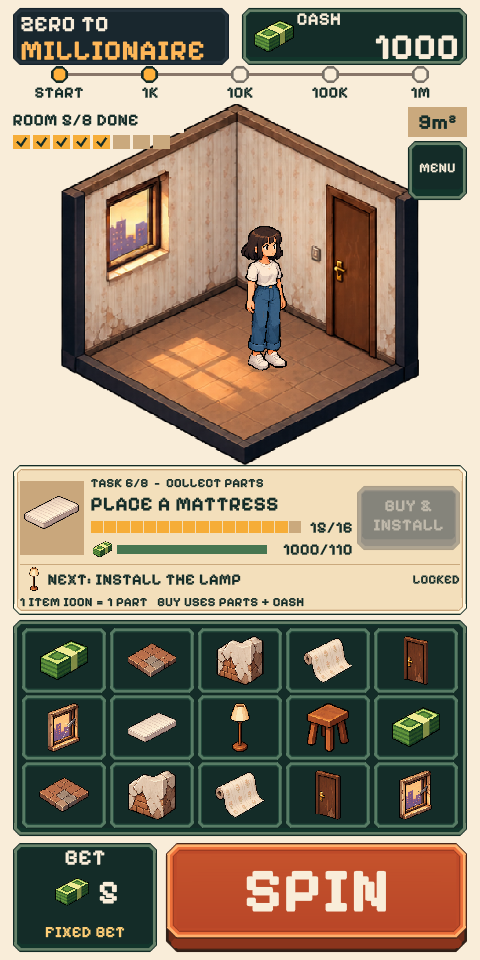 ZERO TO
MILLIONAIRE
CASH
1000
START
1K
10K
100K
1M
ROOM 5/8 DONE
9m²
MENU
TASK 6/8 - COLLECT PARTS
PLACE A MATTRESS
15/16
1000/110
BUY &
INSTALL
NEXT: INSTALL THE LAMP
LOCKED
1 ITEM ICON = 1 PART BUY USES PARTS + CASH
BET
5
FIXED BET
SPIN